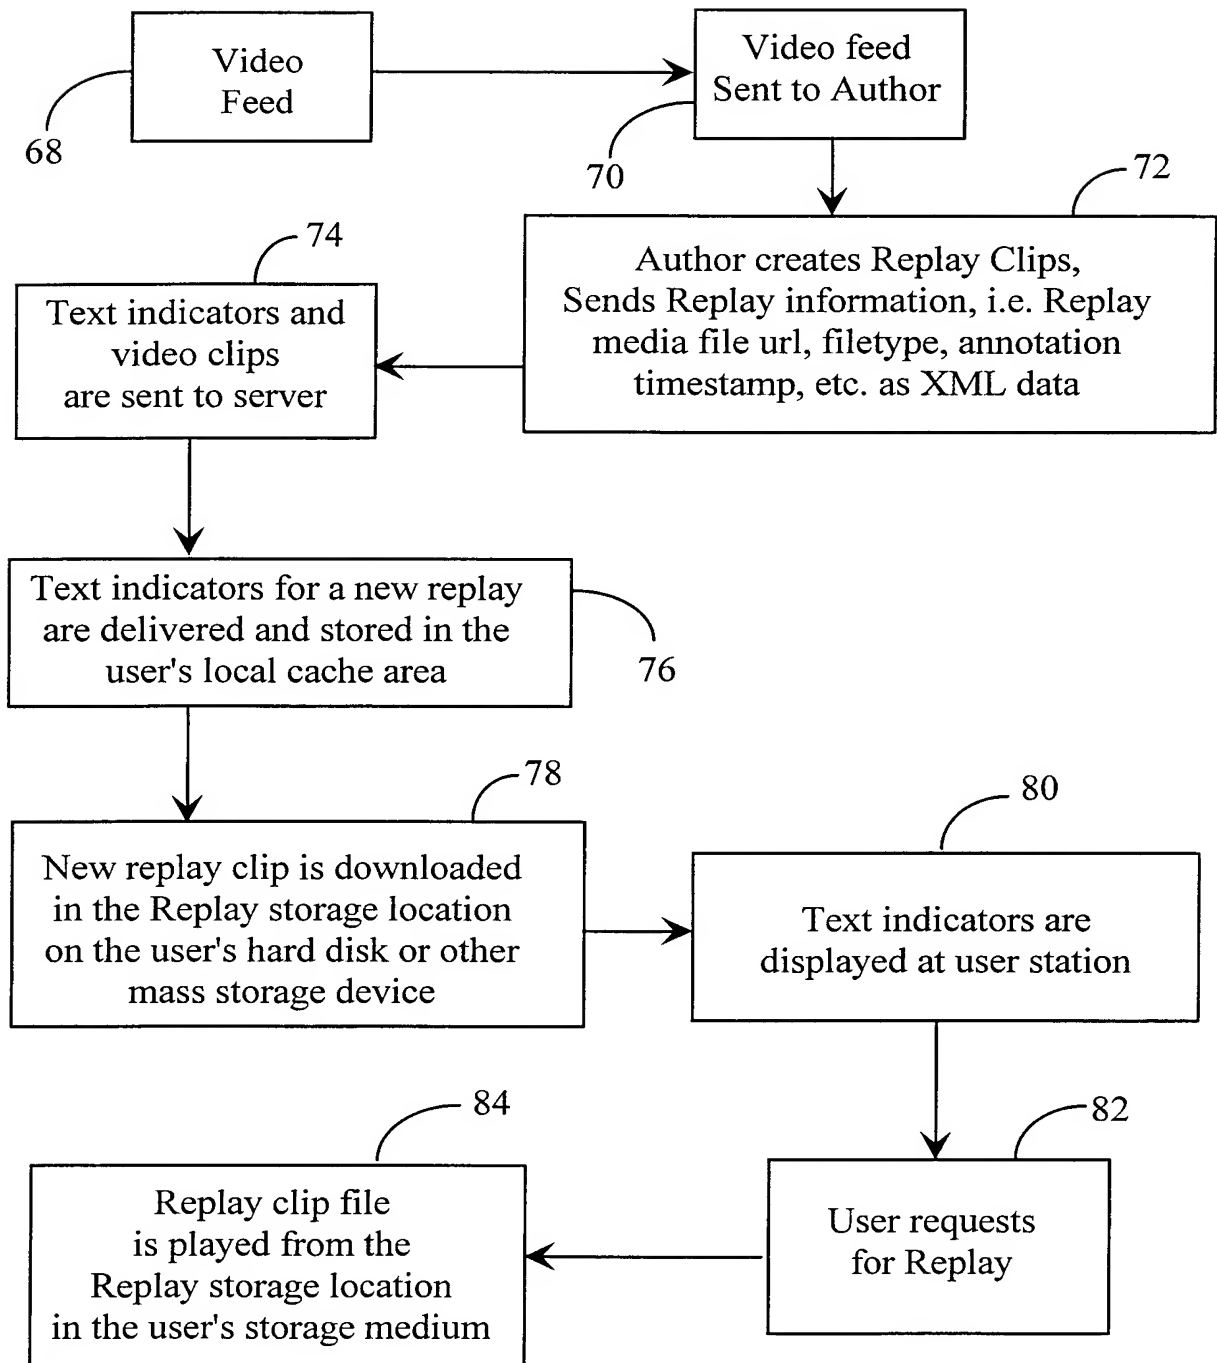 Video
Feed
68
Video feed
Sent to Author
70
72
Author creates Replay Clips,
Sends Replay information, i.e. Replay
media file url, filetype, annotation
timestamp, etc. as XML data
74
Text indicators and
video clips
are sent to server
Text indicators for a new replay
are delivered and stored in the
user's local cache area
76
78
New replay clip is downloaded
in the Replay storage location
on the user's hard disk or other
mass storage device
80
Text indicators are
displayed at user station
82
User requests
for Replay
84
Replay clip file
is played from the
Replay storage location
in the user's storage medium